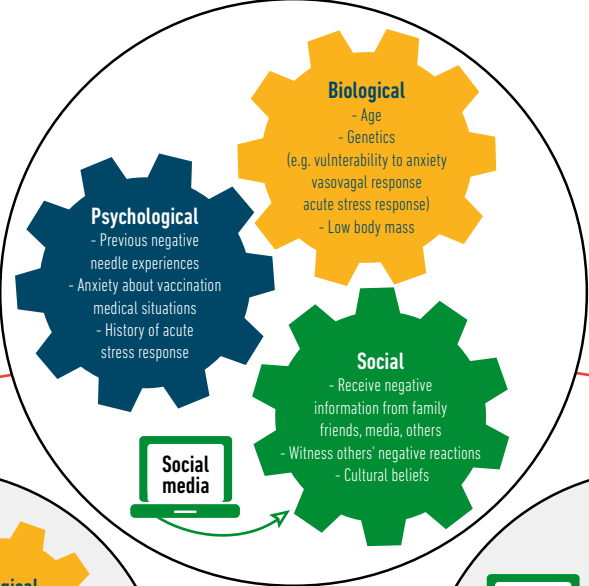 Biological
- Age
- Genetics
(e.g. vulnterability to anxiety
vasovagal response
acute stress response)
- Low body mass
Psychological
- Previous negative
needle experiences
- Anxiety about vaccination
medical situations
- History of acute
stress response
Social
- Receive negative
information from family
friends, media, others
- Witness others' negative reactions
- Cultural beliefs
Social
media